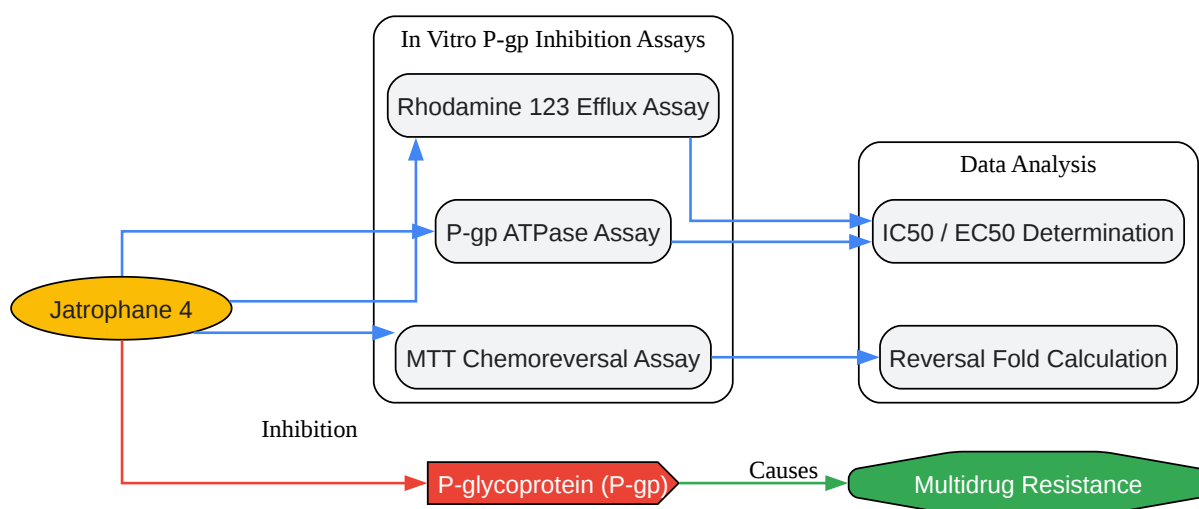 In Vitro P-gp Inhibition Assays
Rhodamine 123 Efflux Assay
Data Analysis
P-gp ATPase Assay
IC50 / EC50 Determination
Jatrophane 4
MTT Chemoreversal Assay
Reversal Fold Calculation
Inhibition
P-glycoprotein (P-gp)
Causes
Multidrug Resistance